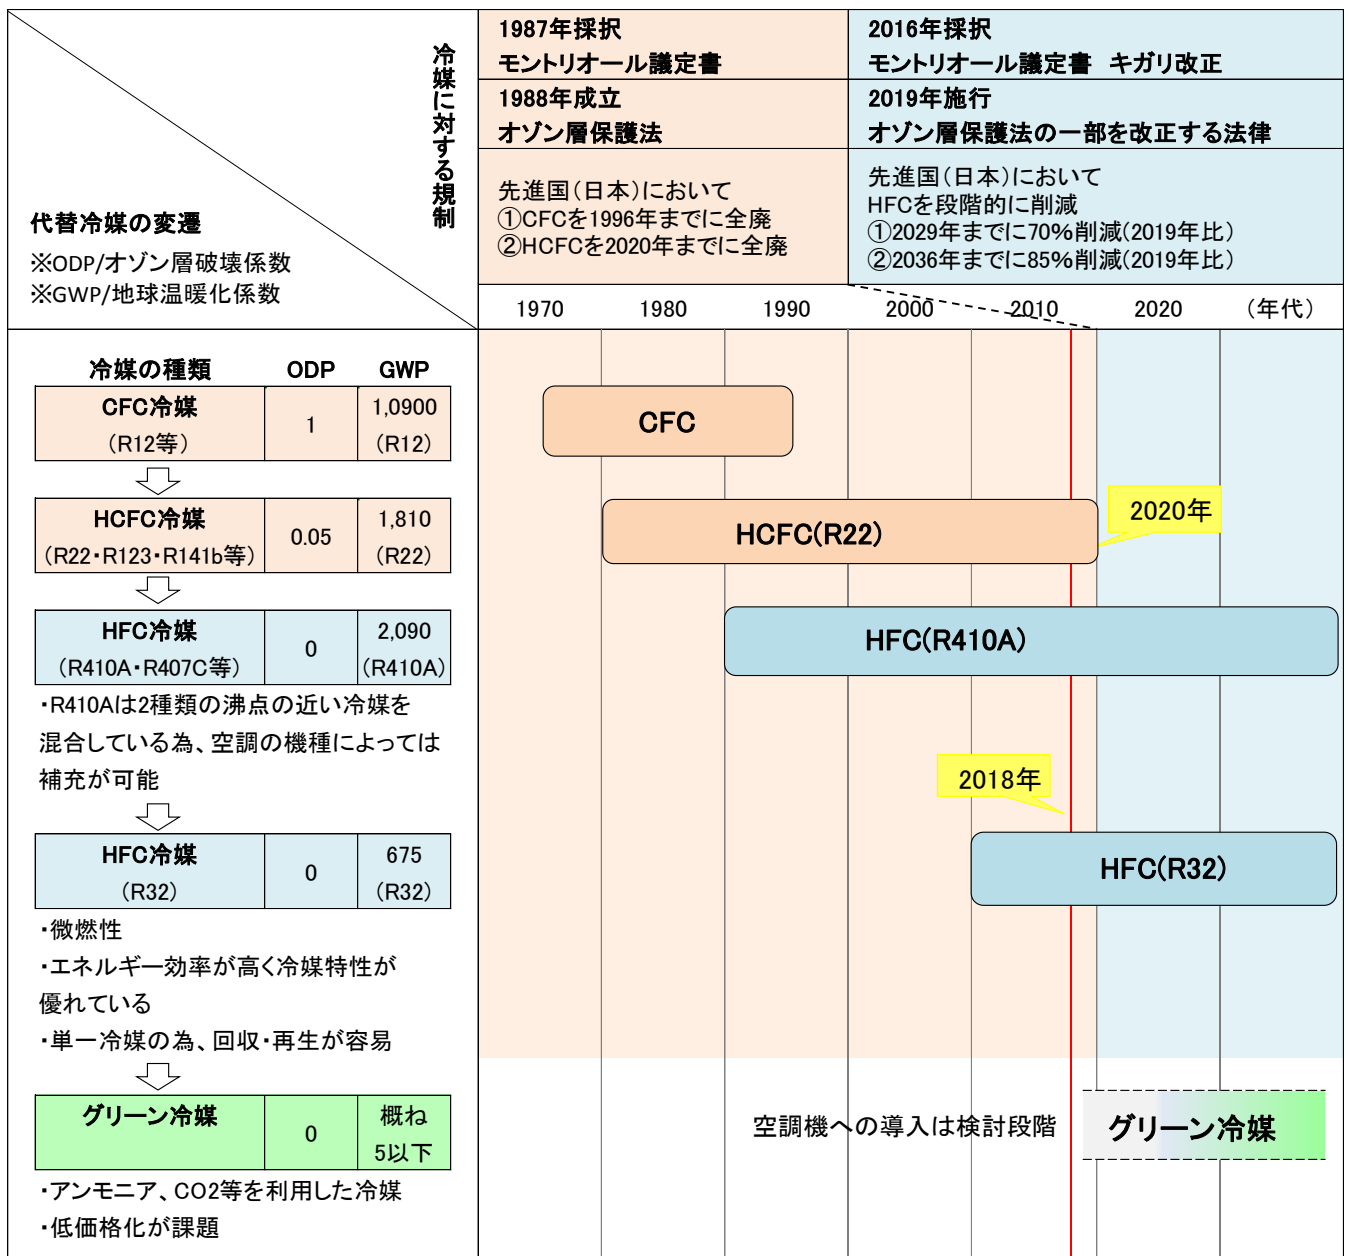 冷媒に対する規制
代替冷媒の変遷
※ODP/オゾン層破壊係数
※GWP/地球温暖化係数
1987年採択
モントリオール議定書
1988年成立
オゾン層保護法
先進国(日本)において
①CFCを1996年までに全廃
②HCFCを2020年までに全廃
2016年採択
モントリオール議定書　キガリ改正
2019年施行
オゾン層保護法の一部を改正する法律
先進国(日本)において
HFCを段階的に削減
①2029年までに70%削減(2019年比)
②2036年までに85%削減(2019年比)
1970 1980 1990 2000 2010 2020 (年代)
冷媒の種類 ODP GWP
CFC冷媒
(R12等)
1
1,0900
(R12)
HCFC冷媒
(R22・R123・R141b等)
0.05
1,810
(R22)
HFC冷媒
(R410A・R407C等)
0
2,090
(R410A)
・R410Aは2種類の沸点の近い冷媒を
混合している為、空調の機種によっては
補充が可能
HFC冷媒
(R32)
0
675
(R32)
・微燃性
・エネルギー効率が高く冷媒特性が
優れている
・単一冷媒の為、回収・再生が容易
グリーン冷媒
0
概ね
5以下
・アンモニア、CO2等を利用した冷媒
・低価格化が課題
CFC
HCFC(R22)
2020年
HFC(R410A)
2018年
HFC(R32)
空調機への導入は検討段階
グリーン冷媒